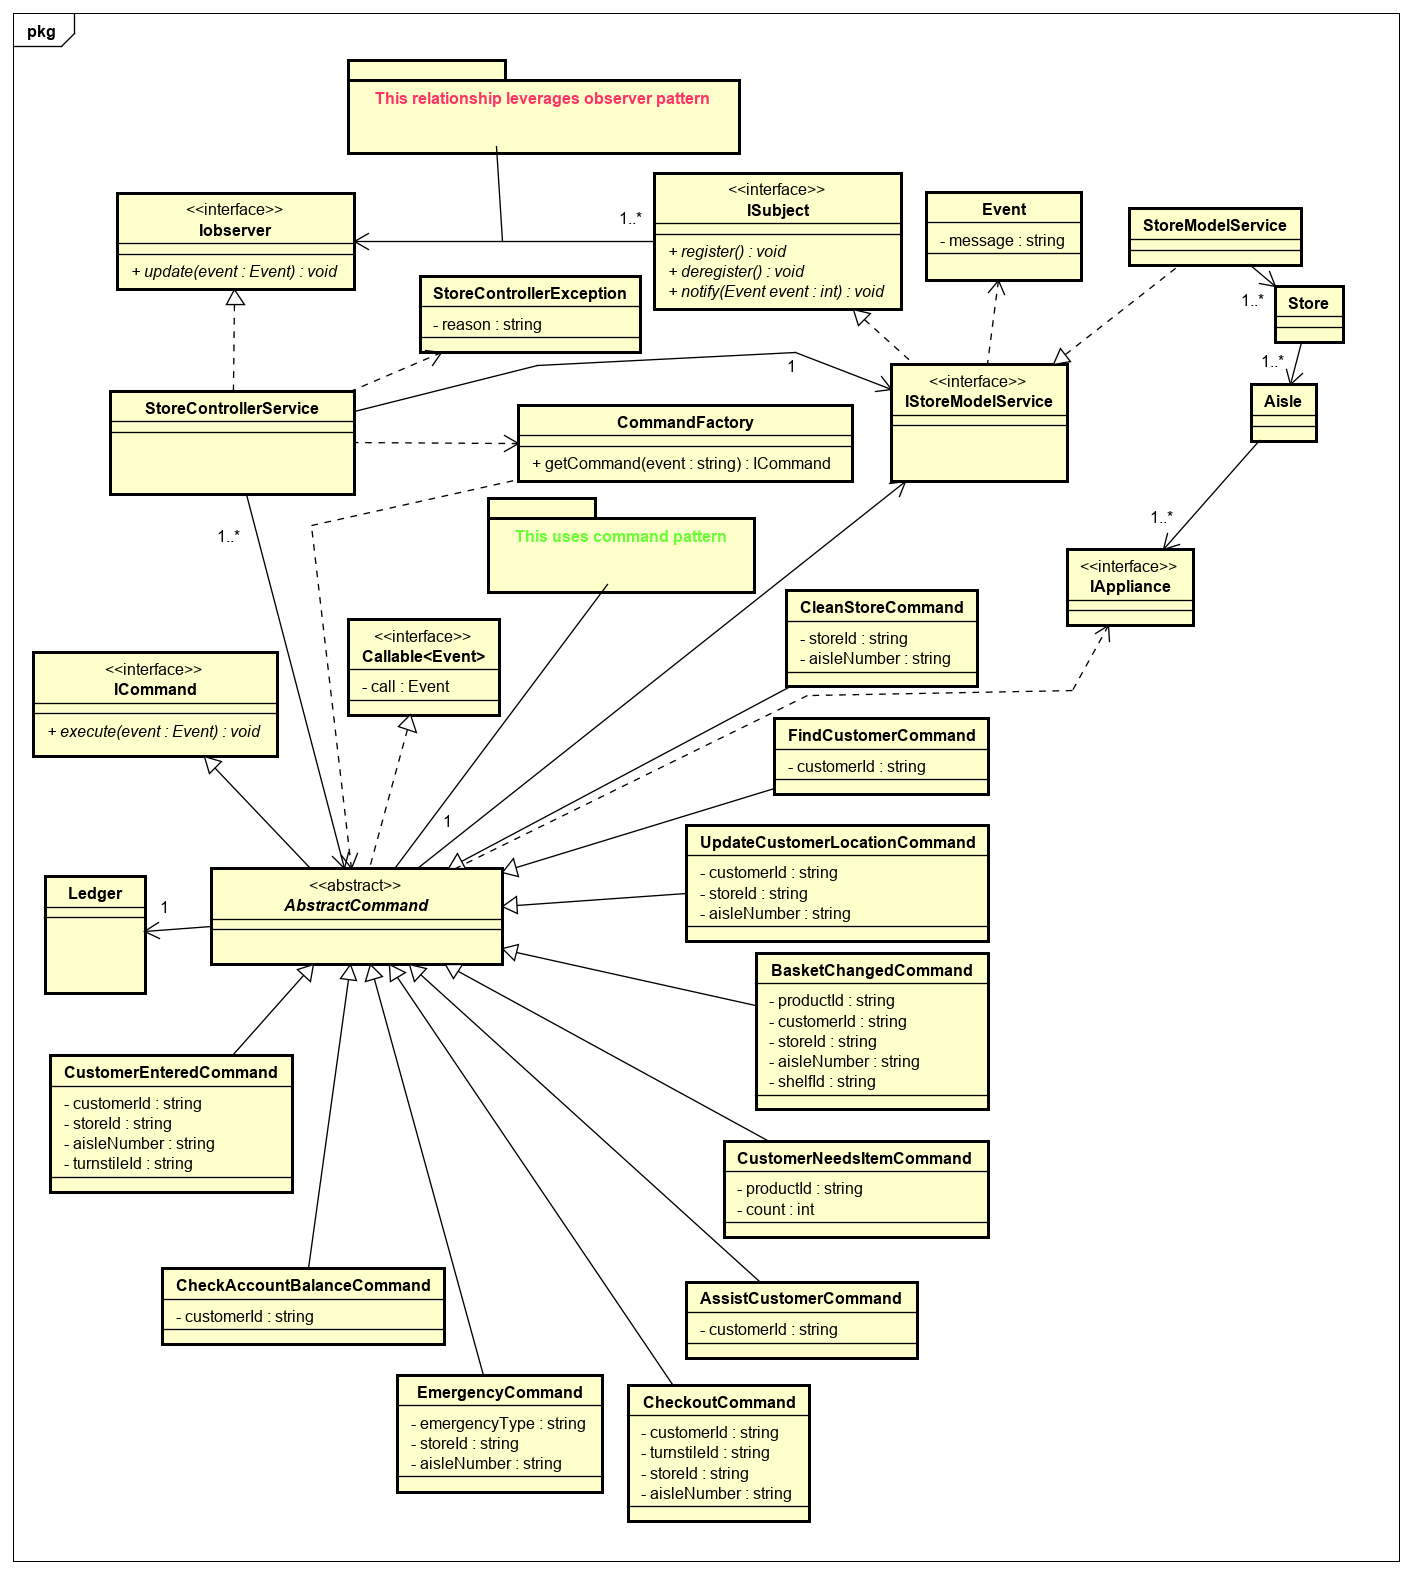 pkg
This relationship leverages observer pattern
<<interface>>
Iobserver
+ update(event : Event) : void
1..*
<<interface>>
ISubject
+ register() : void
+ deregister() : void
+ notify(Event event : int) : void
Event
- message : string
StoreModelService
1..*
Store
StoreControllerException
- reason : string
1..*
Aisle
1
<<interface>>
IStoreModelService
StoreControllerService
CommandFactory
+ getCommand(event : string) : ICommand
1..*
This uses command pattern
1..*
<<interface>>
IAppliance
<<interface>>
Callable<Event>
- call : Event
CleanStoreCommand
- storeId : string
- aisleNumber : string
<<interface>>
ICommand
+ execute(event : Event) : void
FindCustomerCommand
- customerId : string
1
UpdateCustomerLocationCommand
- customerId : string
- storeId : string
- aisleNumber : string
Ledger
1
<<abstract>>
AbstractCommand
BasketChangedCommand
- productId : string
- customerId : string
- storeId : string
- aisleNumber : string
- shelfId : string
CustomerEnteredCommand
- customerId : string
- storeId : string
- aisleNumber : string
- turnstileId : string
CustomerNeedsItemCommand
- productId : string
- count : int
CheckAccountBalanceCommand
- customerId : string
AssistCustomerCommand
- customerId : string
EmergencyCommand
- emergencyType : string
- storeId : string
- aisleNumber : string
CheckoutCommand
- customerId : string
- turnstileId : string
- storeId : string
- aisleNumber : string